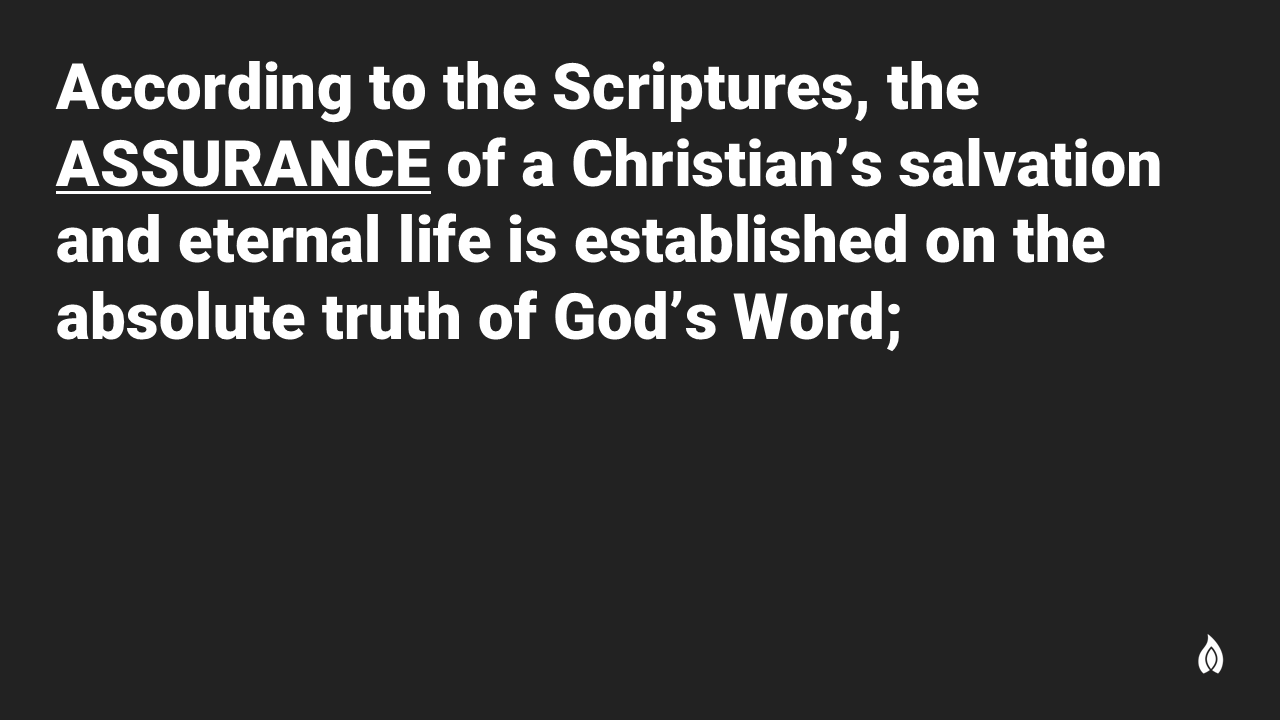 According to the Scriptures, the
ASSURANCE of a Christian’s salvation
and eternal life is established on the
absolute truth of God’s Word;